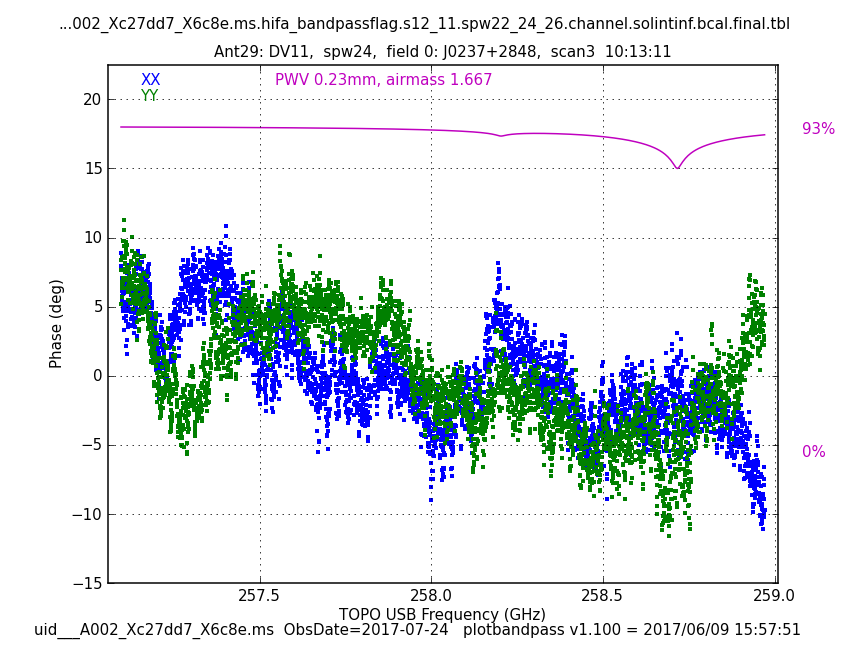 ...002_Xc27dd7_X6c8e.ms.hifa_bandpassflag.s12_11.spw22_24_26.channel.solintinf.bcal.final.tbl
Ant29: DV11, spw24, field 0: J0237+2848, scan3 10:13:11
XX
YY
PWV 0.23mm, airmass 1.667
93%
0%
20
15
10
5
0
−5
−10
−15
Phase (deg)
257.5
258.0
258.5
259.0
TOPO USB Frequency (GHz)
uid___A002_Xc27dd7_X6c8e.ms ObsDate=2017-07-24 plotbandpass v1.100 = 2017/06/09 15:57:51